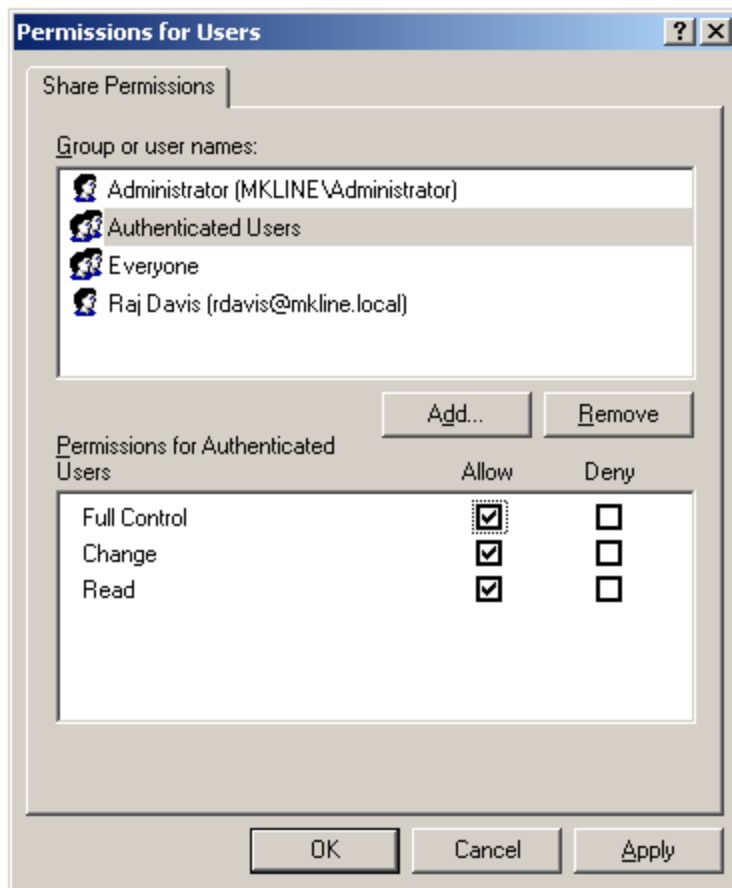 Permissions for Users
Share Permissions
Group or user names:
Administrator (MKLINE\Administrator)
Authenticated Users
Everyone
Raj Davis (rdavis@mkline.local)
Add... Remove
Permissions for Authenticated
Users Allow Deny
Full Control
Change
Read
OK Cancel Apply